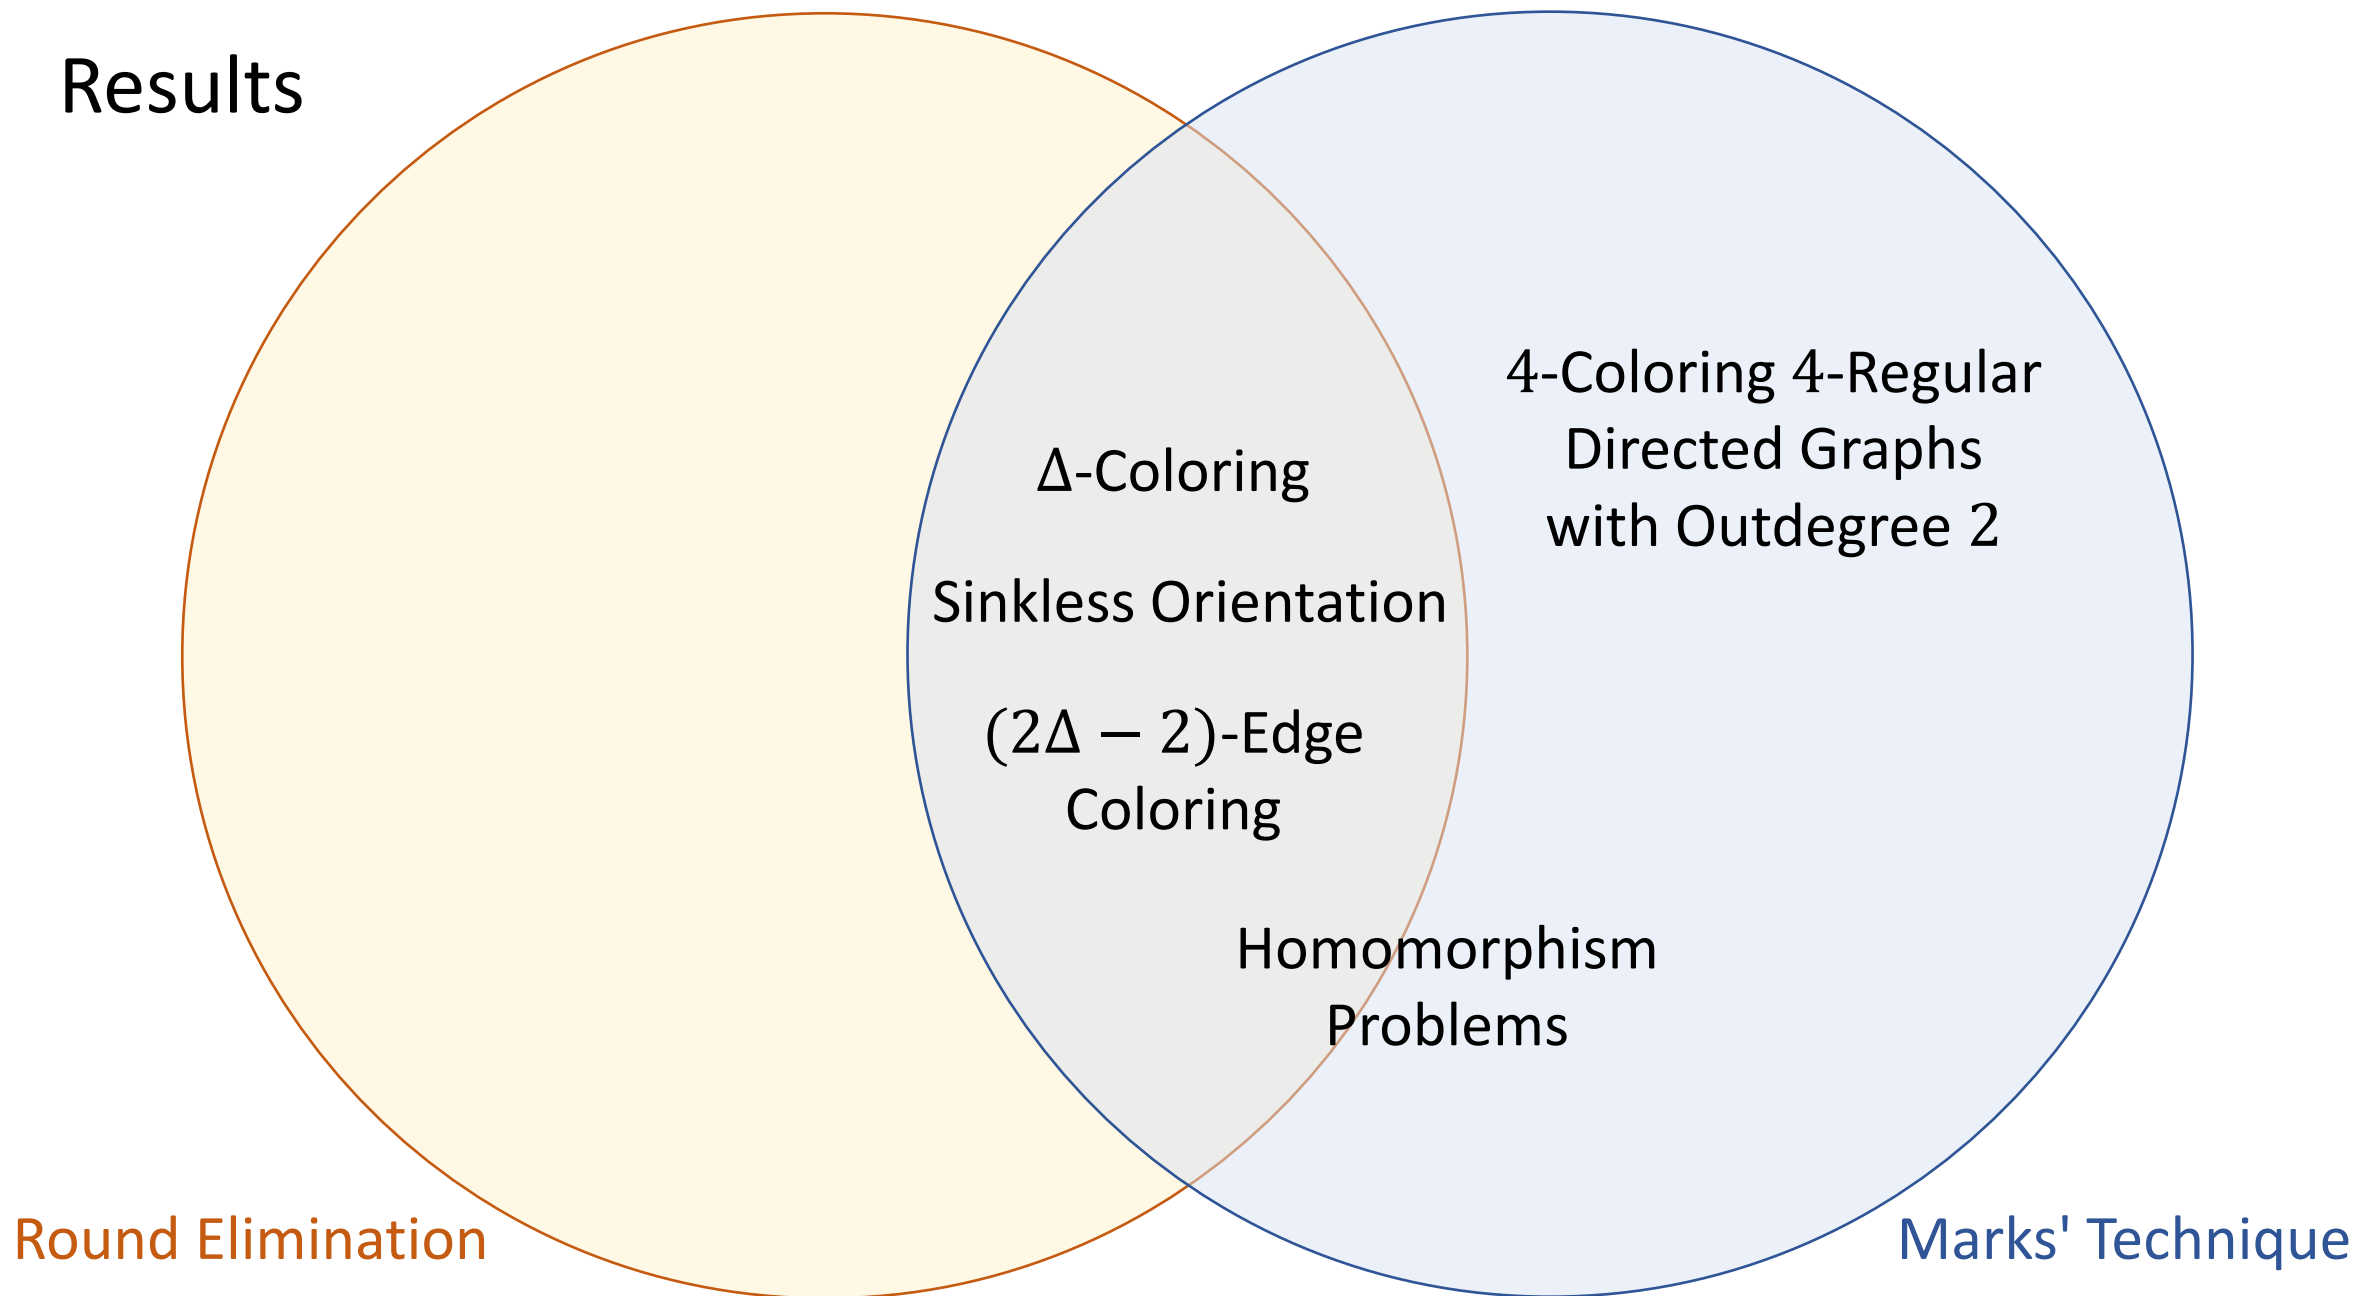 Results
Δ-Coloring
Sinkless Orientation
(2Δ − 2)-Edge
Coloring
4-Coloring 4-Regular
Directed Graphs
with Outdegree 2
Homomorphism
Problems
Round Elimination
Marks' Technique